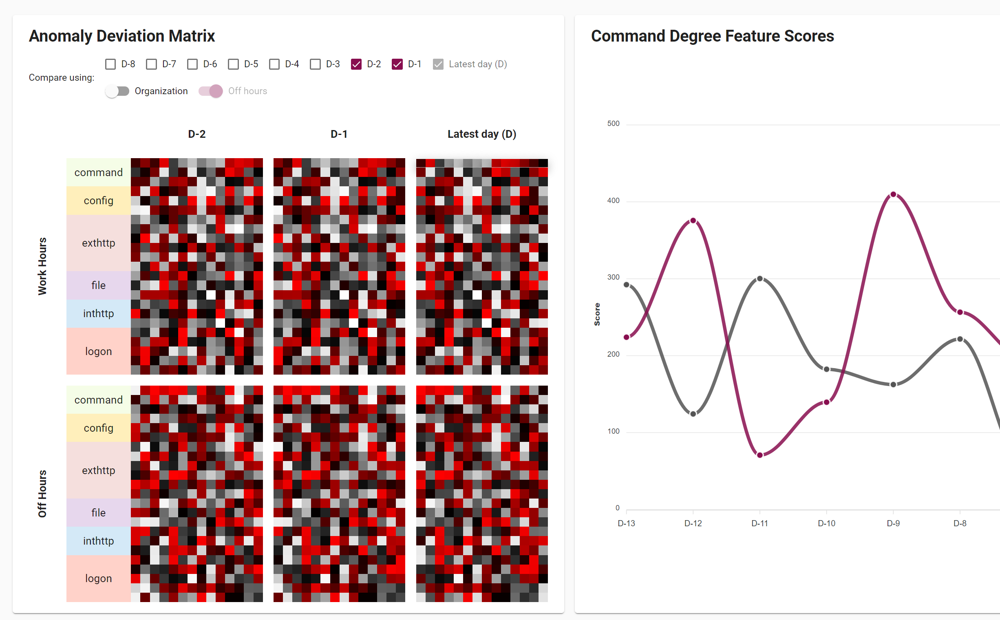 Anomaly Deviation Matrix
Compare using:
D-8 D-7 D-6 D-5 D-4 D-3 D-2 D-1 Latest day (D)
Organization Off hours
D-2 D-1 Latest day (D)
Work Hours
command
config
exthttp
file
inthttp
logon
Off Hours
command
config
exthttp
file
inthttp
logon
Command Degree Feature Scores
Score
500
400
300
200
100
0
D-13 D-12 D-11 D-10 D-9 D-8